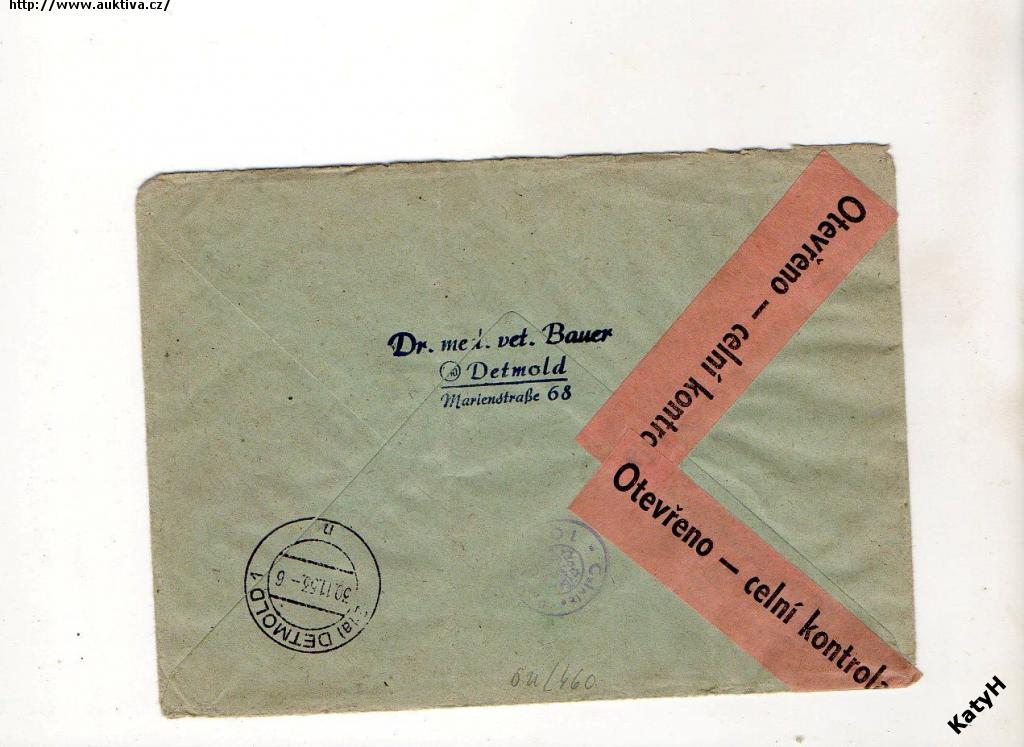 http://www.auktiva.cz/
Otevřeno — celní kontro
Dr. med. vet. Bauer
Detmold
Marienstraße 68
Otevřeno — celní kontrola
DETMOLD 1
30.11.53.-6
n
Celní
KatyH